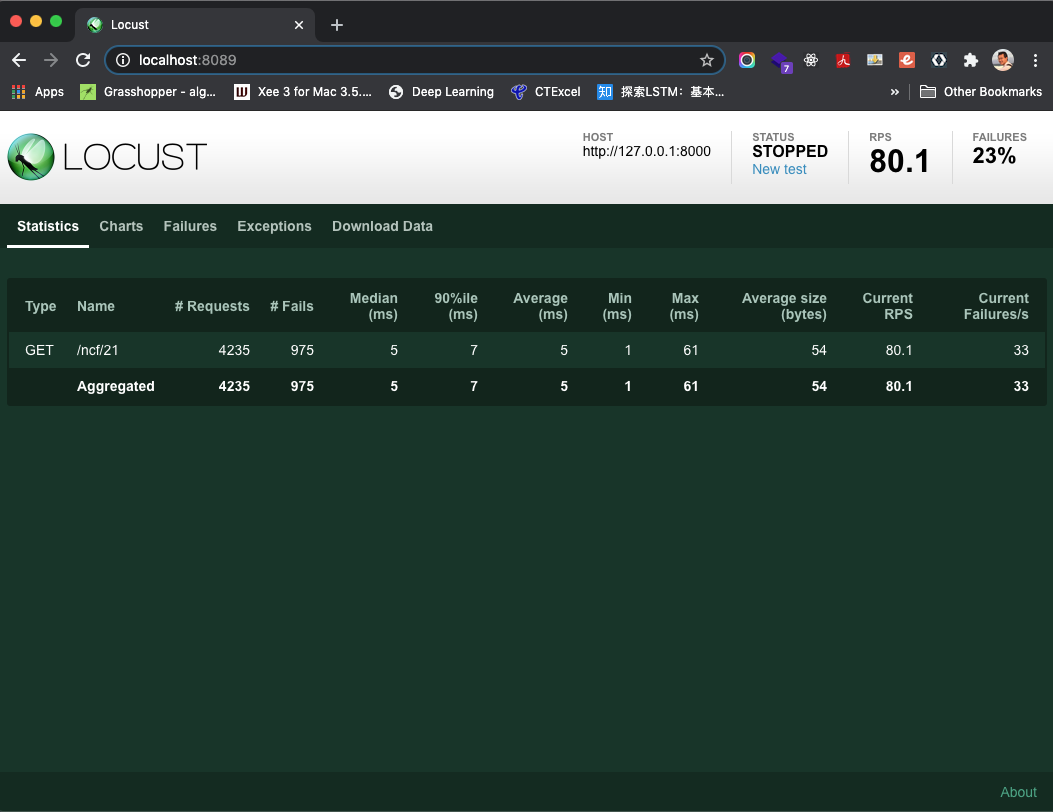 Locust
localhost:8089
7
Apps
Grasshopper - alg...
Xee 3 for Mac 3.5....
Deep Learning
CTExcel
知 探索LSTM：基本...
» Other Bookmarks
LOCUST
HOST
http://127.0.0.1:8000
STATUS
STOPPED
New test
RPS
80.1
FAILURES
23%
Statistics Charts Failures Exceptions Download Data
Type Name # Requests # Fails Median (ms) 90%ile (ms) Average (ms) Min (ms) Max (ms) Average size (bytes) Current RPS Current Failures/s
GET /ncf/21 4235 975 5 7 5 1 61 54 80.1 33
Aggregated 4235 975 5 7 5 1 61 54 80.1 33
About